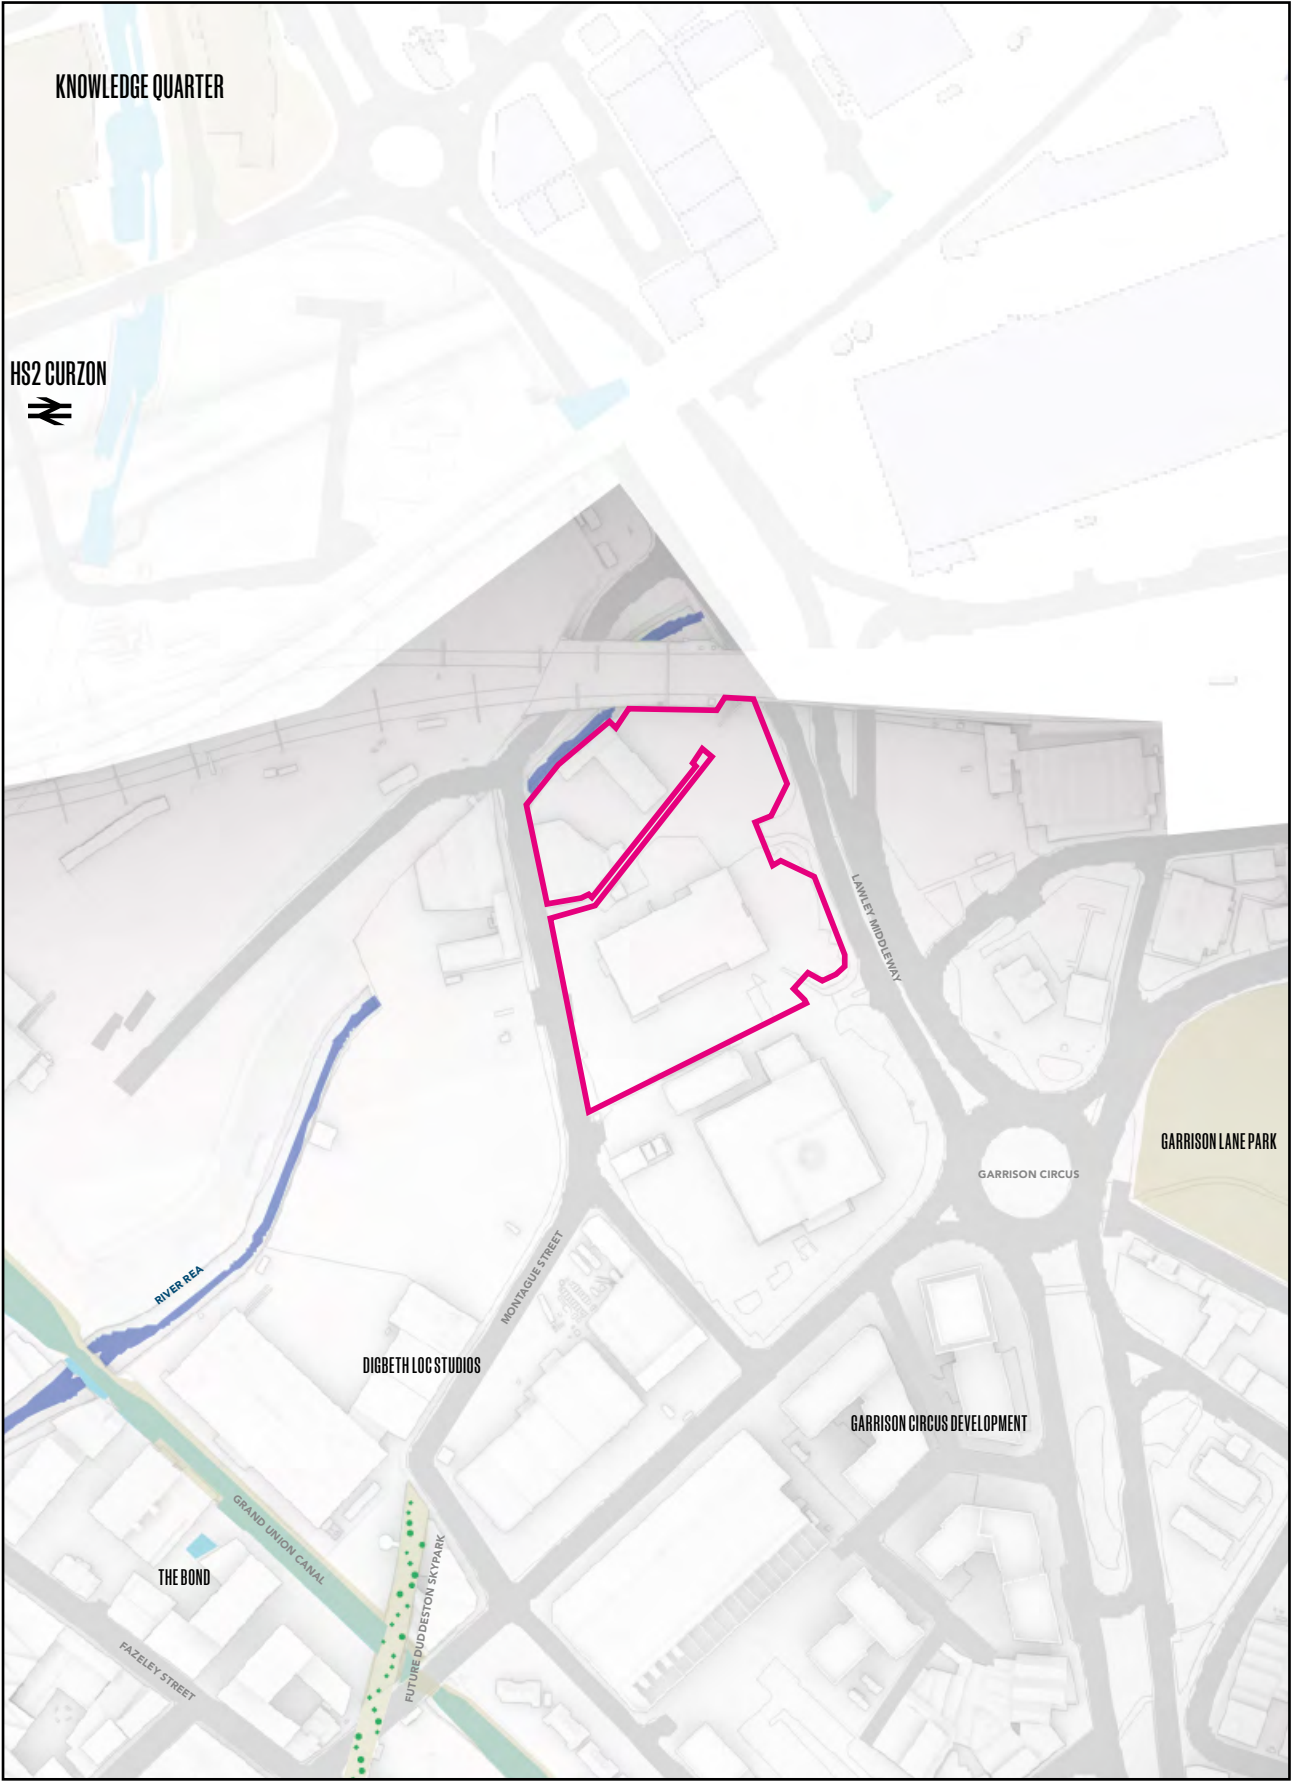 KNOWLEDGE QUARTER
HS2 CURZON
LAWLEY MIDDLEWAY
GARRISON LANE PARK
GARRISON CIRCUS
RIVER REA
MONTAGUE STREET
DIGBETH LOC STUDIOS
GARRISON CIRCUS DEVELOPMENT
GRAND UNION CANAL
THE BOND
FUTURE DUDDESTON SKYPARK
FAZELEY STREET